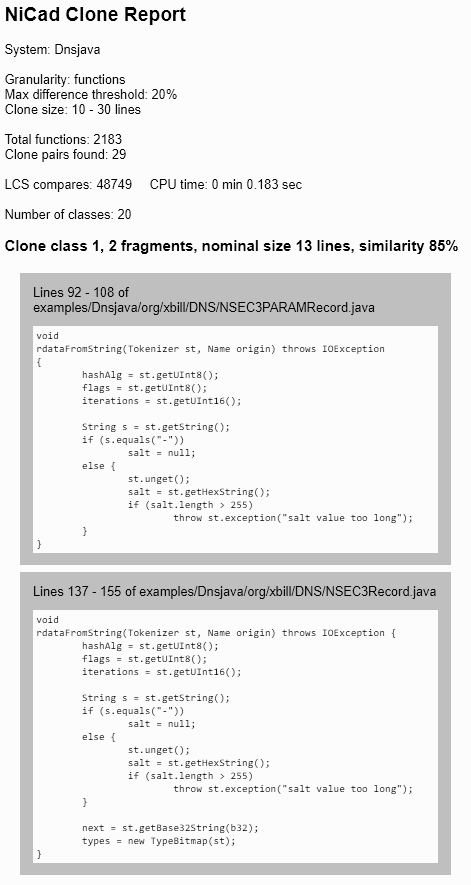 NiCad Clone Report
System: Dnsjava
Granularity: functions
Max difference threshold: 20%
Clone size: 10 - 30 lines
Total functions: 2183
Clone pairs found: 29
LCS compares: 48749     CPU time: 0 min 0.183 sec
Number of classes: 20
Clone class 1, 2 fragments, nominal size 13 lines, similarity 85%
Lines 92 - 108 of
examples/Dnsjava/org/xbill/DNS/NSEC3PARAMRecord.java
void
rdataFromString(Tokenizer st, Name origin) throws IOException
{
        hashAlg = st.getUInt8();
        flags = st.getUInt8();
        iterations = st.getUInt16();
        String s = st.getString();
        if (s.equals("-"))
                salt = null;
        else {
                st.unget();
                salt = st.getHexString();
                if (salt.length > 255)
                        throw st.exception("salt value too long");
        }
}
Lines 137 - 155 of examples/Dnsjava/org/xbill/DNS/NSEC3Record.java
void
rdataFromString(Tokenizer st, Name origin) throws IOException {
        hashAlg = st.getUInt8();
        flags = st.getUInt8();
        iterations = st.getUInt16();
        String s = st.getString();
        if (s.equals("-"))
                salt = null;
        else {
                st.unget();
                salt = st.getHexString();
                if (salt.length > 255)
                        throw st.exception("salt value too long");
        }
        next = st.getBase32String(b32);
        types = new TypeBitmap(st);
}